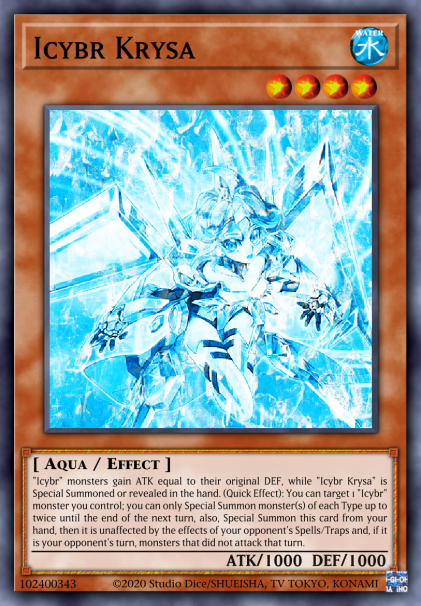 Icybr Krysa
WATER
水
[ Aqua / Effect ]
"Icybr" monsters gain ATK equal to their original DEF, while "Icybr Krysa" is
Special Summoned or revealed in the hand. (Quick Effect): You can target 1 "Icybr"
monster you control; you can only Special Summon monster(s) of each Type up to
twice until the end of the next turn, also, Special Summon this card from your
hand, then it is unaffected by the effects of your opponent's Spells/Traps and, if it
is your opponent's turn, monsters that did not attack that turn.
ATK/1000 DEF/1000
102400343 ©2020 Studio Dice/SHUEISHA, TV TOKYO, KONAMI